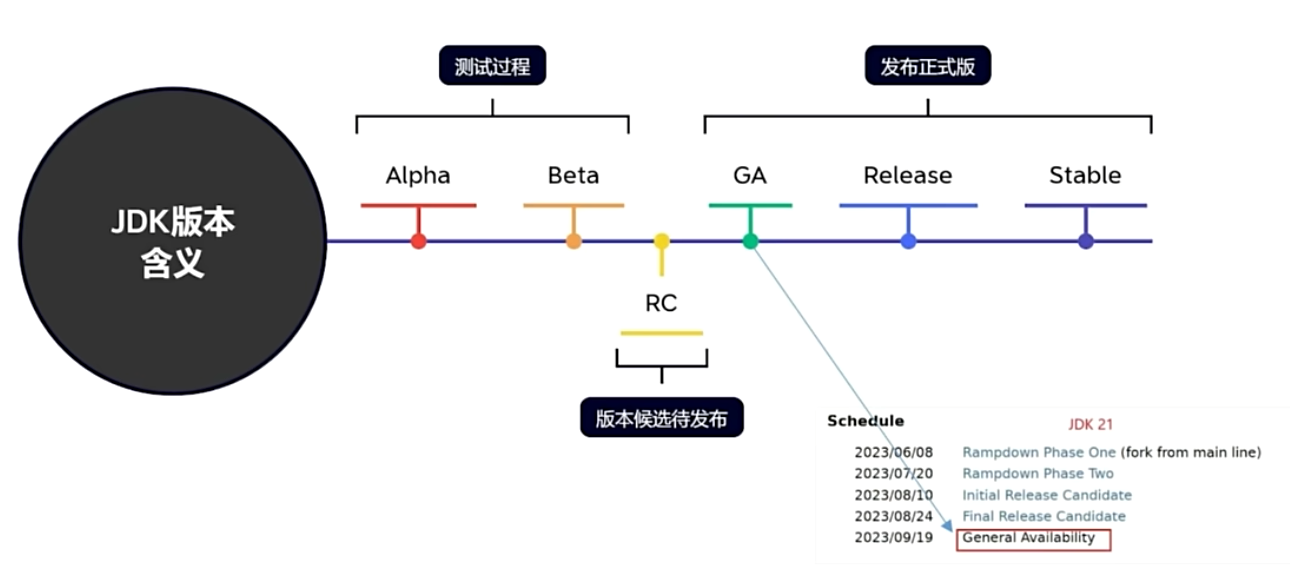 测试过程
发布正式版
Alpha
Beta
GA
Release
Stable
JDK版本
含义
RC
版本候选待发布
Schedule
JDK 21
2023/06/08 Rampdown Phase One (fork from main line)
2023/07/20 Rampdown Phase Two
2023/08/10 Initial Release Candidate
2023/08/24 Final Release Candidate
2023/09/19 General Availability